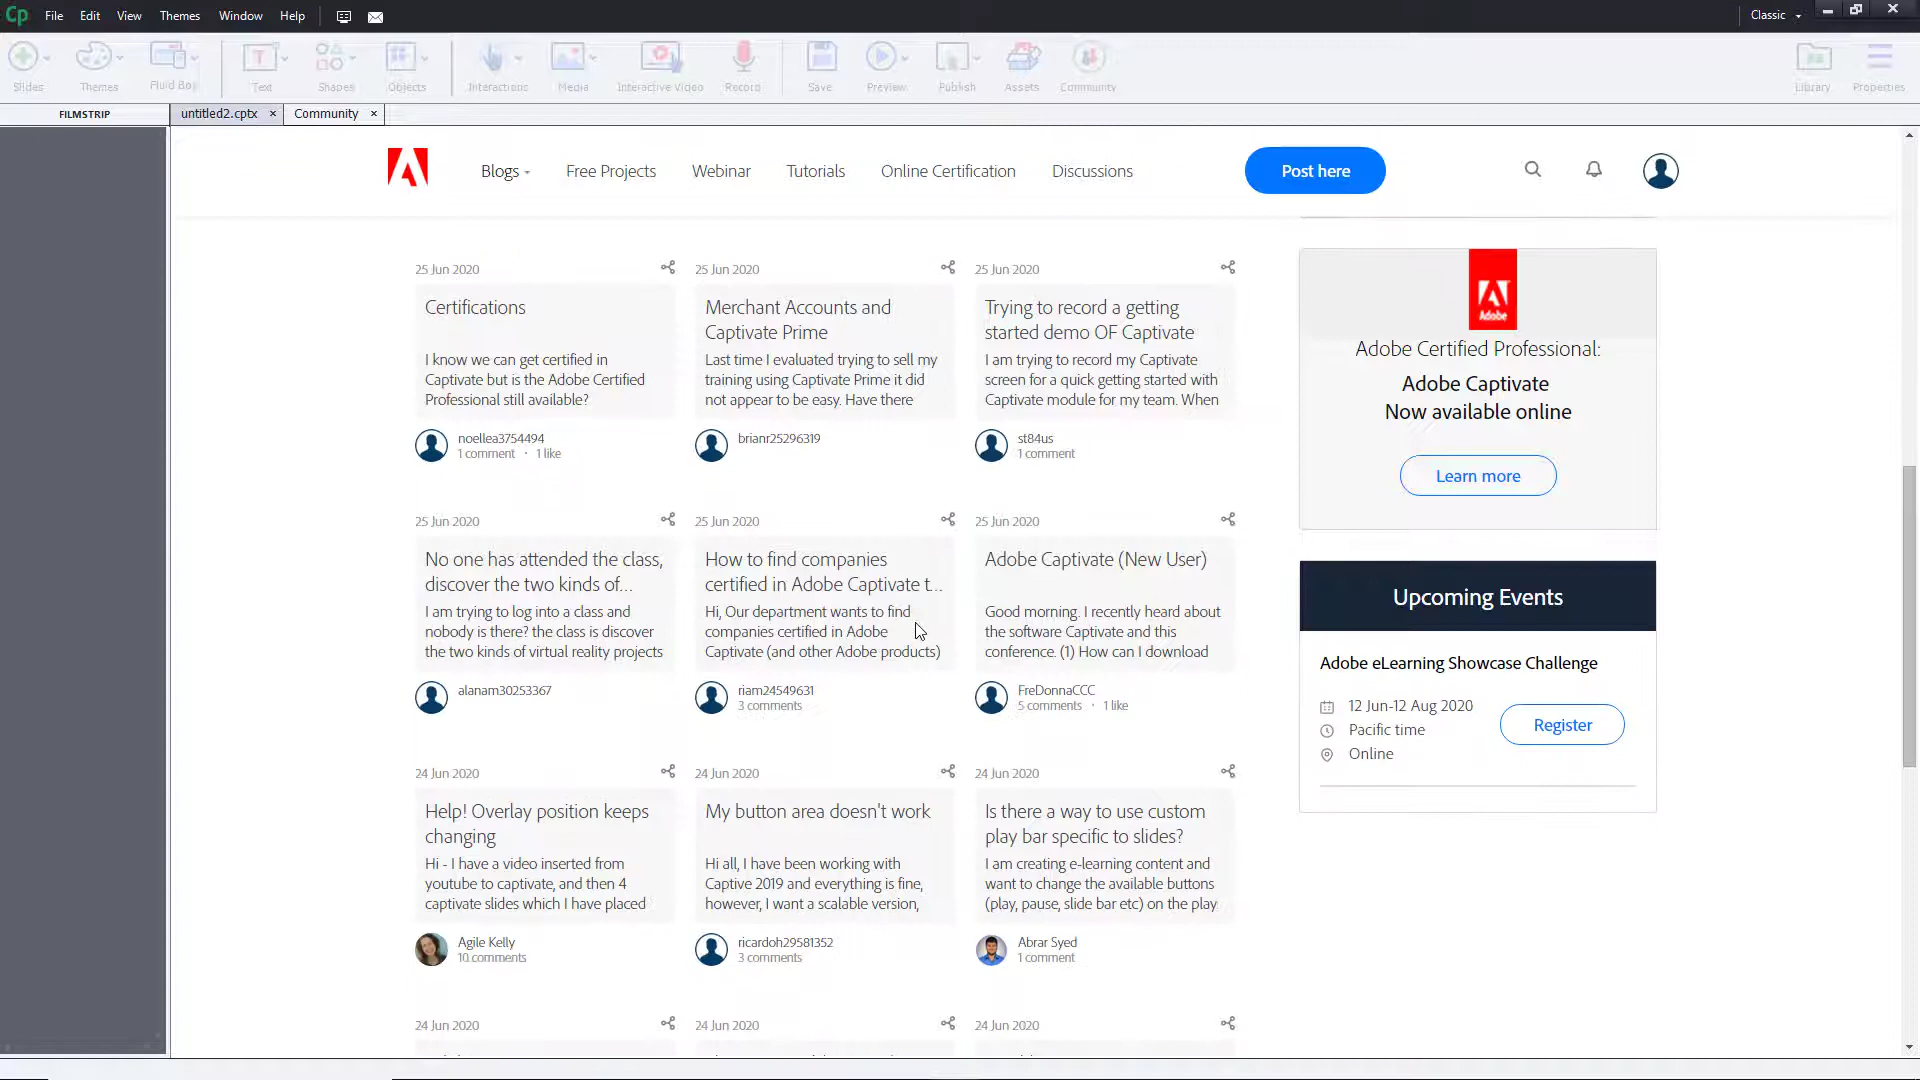 Cp File Edit View Themes Window Help Classic
Slides Themes Fluid Box Text Shapes Objects Interactions Media Interactive Video Record Save Preview Publish Assets Community Library Properties
FILMSTRIP untitled2.cptx × Community ×
Blogs Free Projects Webinar Tutorials Online Certification Discussions Post here
25 Jun 2020 25 Jun 2020 25 Jun 2020
Certifications
I know we can get certified in
Captivate but is the Adobe Certified
Professional still available?
noellea3754494
1 comment · 1 like
Merchant Accounts and
Captivate Prime
Last time I evaluated trying to sell my
training using Captivate Prime it did
not appear to be easy. Have there
brianr25296319
Trying to record a getting
started demo OF Captivate
I am trying to record my Captivate
screen for a quick getting started with
Captivate module for my team. When
st84us
1 comment
25 Jun 2020 25 Jun 2020 25 Jun 2020
No one has attended the class,
discover the two kinds of...
I am trying to log into a class and
nobody is there? the class is discover
the two kinds of virtual reality projects
alanam30253367
How to find companies
certified in Adobe Captivate t...
Hi, Our department wants to find
companies certified in Adobe
Captivate (and other Adobe products)
riam24549631
3 comments
Adobe Captivate (New User)
Good morning. I recently heard about
the software Captivate and this
conference. (1) How can I download
FreDonnaCCC
5 comments · 1 like
24 Jun 2020 24 Jun 2020 24 Jun 2020
Help! Overlay position keeps
changing
Hi - I have a video inserted from
youtube to captivate, and then 4
captivate slides which I have placed
Agile Kelly
10 comments
My button area doesn't work
Hi all, I have been working with
Captive 2019 and everything is fine,
however, I want a scalable version,
ricardoh29581352
3 comments
Is there a way to use custom
play bar specific to slides?
I am creating e-learning content and
want to change the available buttons
(play, pause, slide bar etc) on the play
Abrar Syed
1 comment
24 Jun 2020 24 Jun 2020 24 Jun 2020
Adobe
Adobe Certified Professional:
Adobe Captivate
Now available online
Learn more
Upcoming Events
Adobe eLearning Showcase Challenge
12 Jun-12 Aug 2020
Pacific time
Online
Register